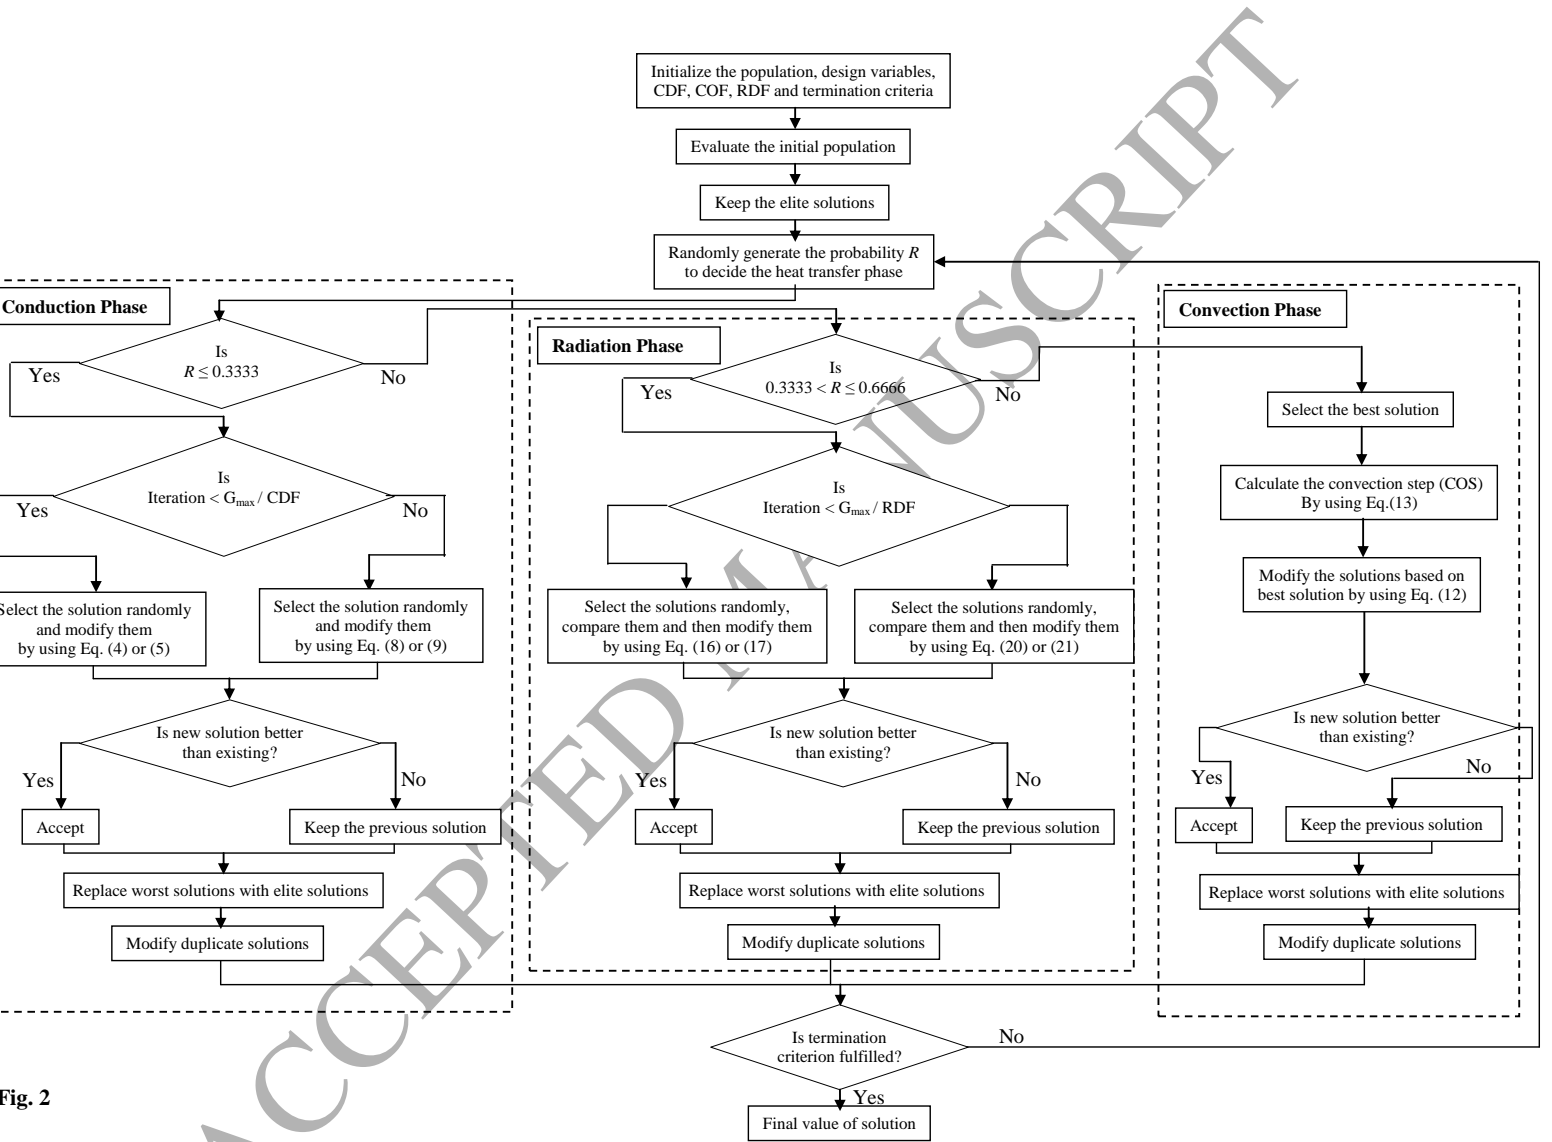 Initialize the population, design variables,
CDF, COF, RDF and termination criteria
Evaluate the initial population
Keep the elite solutions
Randomly generate the probability R
to decide the heat transfer phase
Conduction Phase
Is
R ≤ 0.3333
Yes
No
Is
Iteration < Gmax / CDF
Yes
No
Select the solution randomly
and modify them
by using Eq. (4) or (5)
Select the solution randomly
and modify them
by using Eq. (8) or (9)
Is new solution better
than existing?
Yes
No
Accept
Keep the previous solution
Replace worst solutions with elite solutions
Modify duplicate solutions
Radiation Phase
Is
0.3333 < R ≤ 0.6666
Yes
No
Is
Iteration < Gmax / RDF
Select the solutions randomly,
compare them and then modify them
by using Eq. (16) or (17)
Select the solutions randomly,
compare them and then modify them
by using Eq. (20) or (21)
Is new solution better
than existing?
Yes
No
Accept
Keep the previous solution
Replace worst solutions with elite solutions
Modify duplicate solutions
Convection Phase
Select the best solution
Calculate the convection step (COS)
By using Eq.(13)
Modify the solutions based on
best solution by using Eq. (12)
Is new solution better
than existing?
Yes
No
Accept
Keep the previous solution
Replace worst solutions with elite solutions
Modify duplicate solutions
Is termination
criterion fulfilled?
No
Yes
Final value of solution
Fig. 2
ACCEPTED MANUSCRIPT